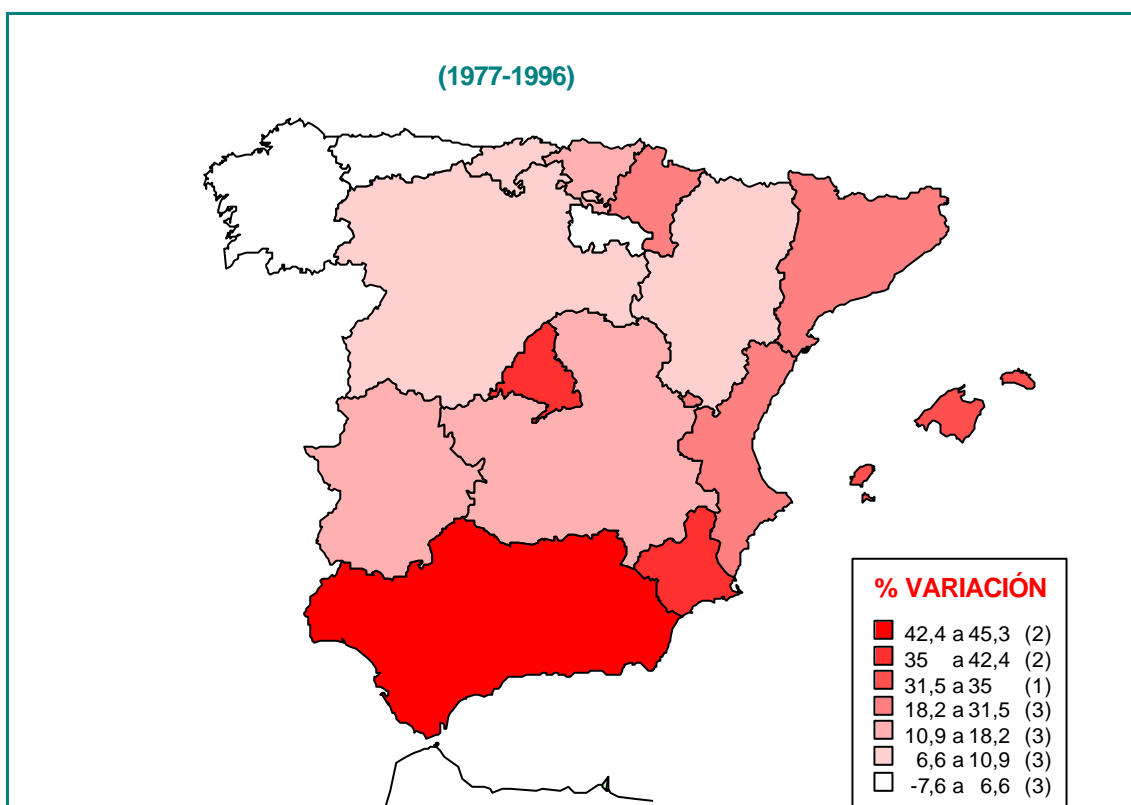 (1977-1996)
% VARIACIÓN
42,4 a 45,3 (2)
35 a 42,4 (2)
31,5 a 35 (1)
18,2 a 31,5 (3)
10,9 a 18,2 (3)
6,6 a 10,9 (3)
-7,6 a 6,6 (3)